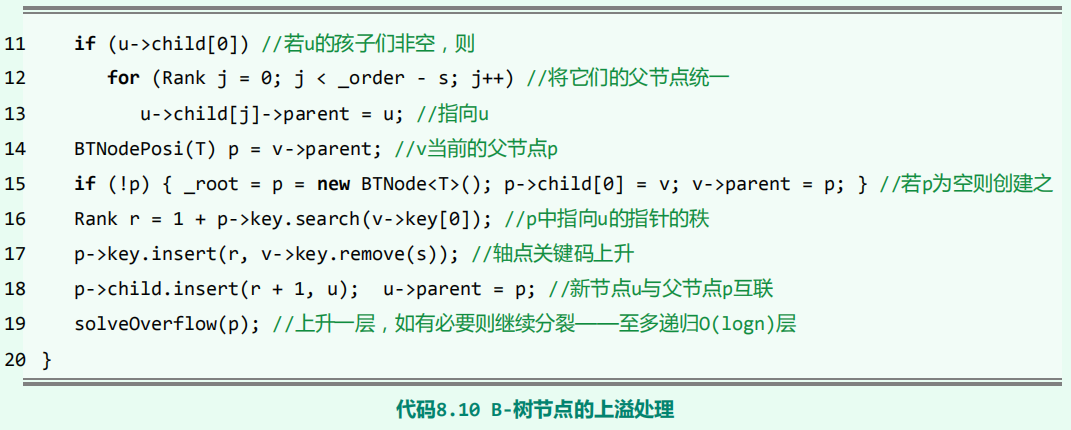 11 if (u->child[0]) //若u的孩子们非空，则
12 for (Rank j = 0; j < _order - s; j++) //将它们的父节点统一
13 u->child[j]->parent = u; //指向u
14 BTNodePosi(T) p = v->parent; //v当前的父节点p
15 if (!p) { _root = p = new BTNode<T>(); p->child[0] = v; v->parent = p; } //若p为空则创建之
16 Rank r = 1 + p->key.search(v->key[0]); //p中指向u的指针的秩
17 p->key.insert(r, v->key.remove(s)); //轴点关键码上升
18 p->child.insert(r + 1, u); u->parent = p; //新节点u与父节点p互联
19 solveOverflow(p); //上升一层，如有必要则继续分裂——至多递归O(logn)层
20 }
代码8.10 B-树节点的上溢处理